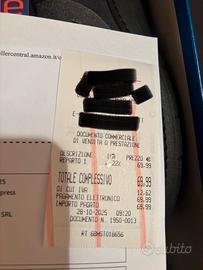 llercentral.amazon.it/
DOCUMENTO COMMERCIALE
DI VENDITA O PRESTAZIONE
DESCRIZIONE IVA PREZZO €
REPARTO 1 22% 69.99
TOTALE COMPLESSIVO 69.99
DI CUI IVA 12.62
PAGAMENTO ELETTRONICO 69.99
IMPORTO PAGATO 69.99
28-10-2025 09:20
DOCUMENTO N. 1950-0013
SRL
subito